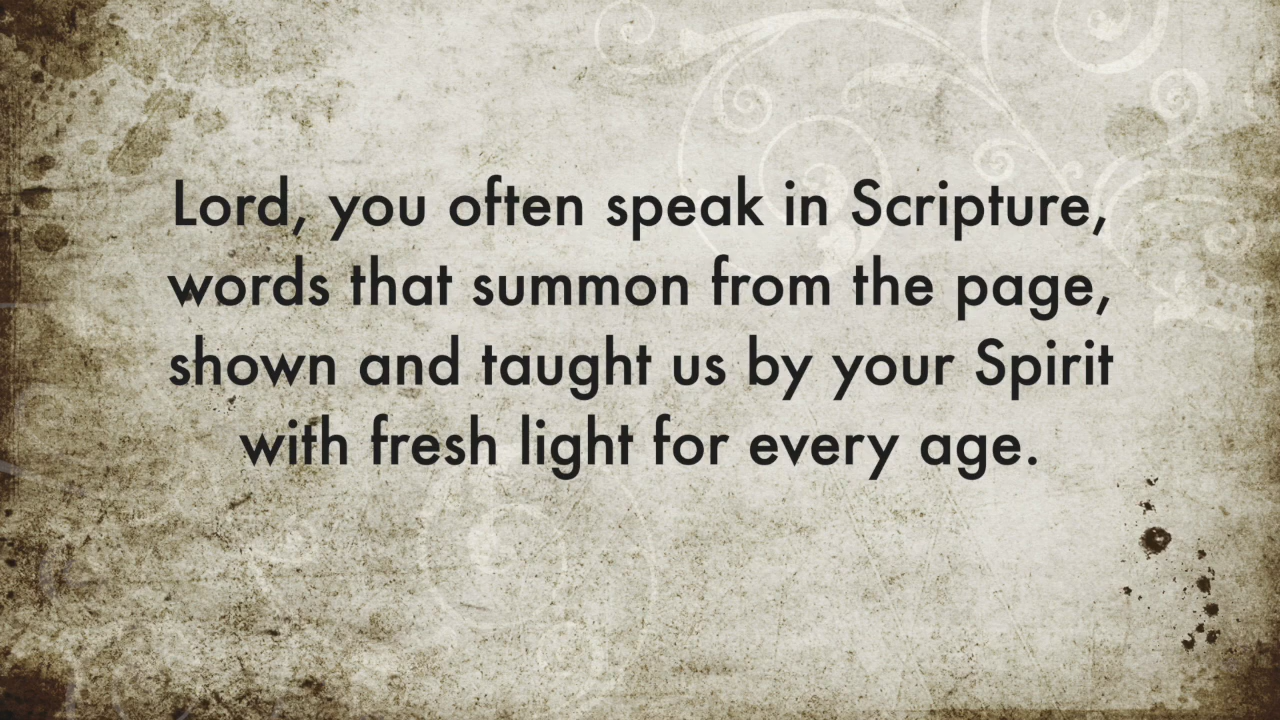 Lord, you often speak in Scripture,
words that summon from the page,
shown and taught us by your Spirit
with fresh light for every age.